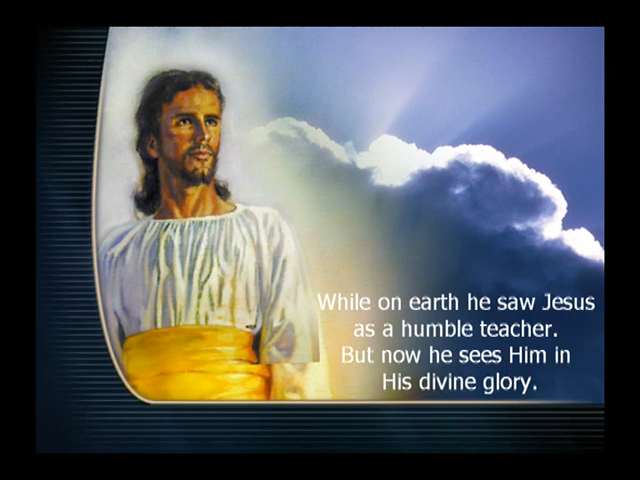 While on earth he saw Jesus
as a humble teacher.
But now he sees Him in
His divine glory.